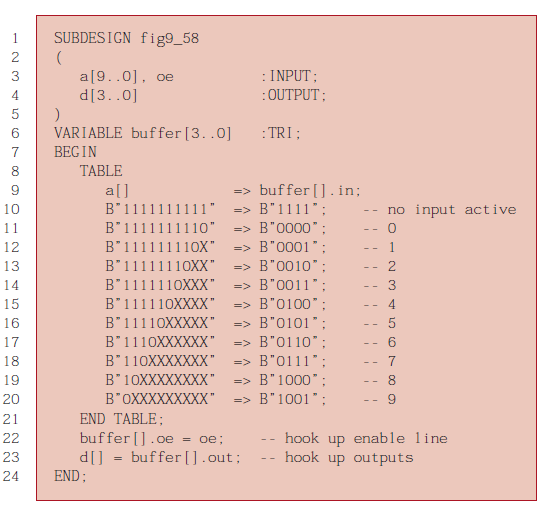 1 SUBDESIGN fig9_58
2 (
3 a[9..0], oe :INPUT;
4 d[3..0] :OUTPUT;
5 )
6 VARIABLE buffer[3..0] :TRI;
7 BEGIN
8 TABLE
9 a[] => buffer[].in;
10 B"1111111111" => B"1111"; -- no input active
11 B"1111111110" => B"0000"; -- 0
12 B"111111110X" => B"0001"; -- 1
13 B"11111110XX" => B"0010"; -- 2
14 B"1111110XXX" => B"0011"; -- 3
15 B"111110XXXX" => B"0100"; -- 4
16 B"11110XXXXX" => B"0101"; -- 5
17 B"1110XXXXXX" => B"0110"; -- 6
18 B"110XXXXXXX" => B"0111"; -- 7
19 B"10XXXXXXXX" => B"1000"; -- 8
20 B"0XXXXXXXXX" => B"1001"; -- 9
21 END TABLE;
22 buffer[].oe = oe; -- hook up enable line
23 d[] = buffer[].out; -- hook up outputs
24 END;